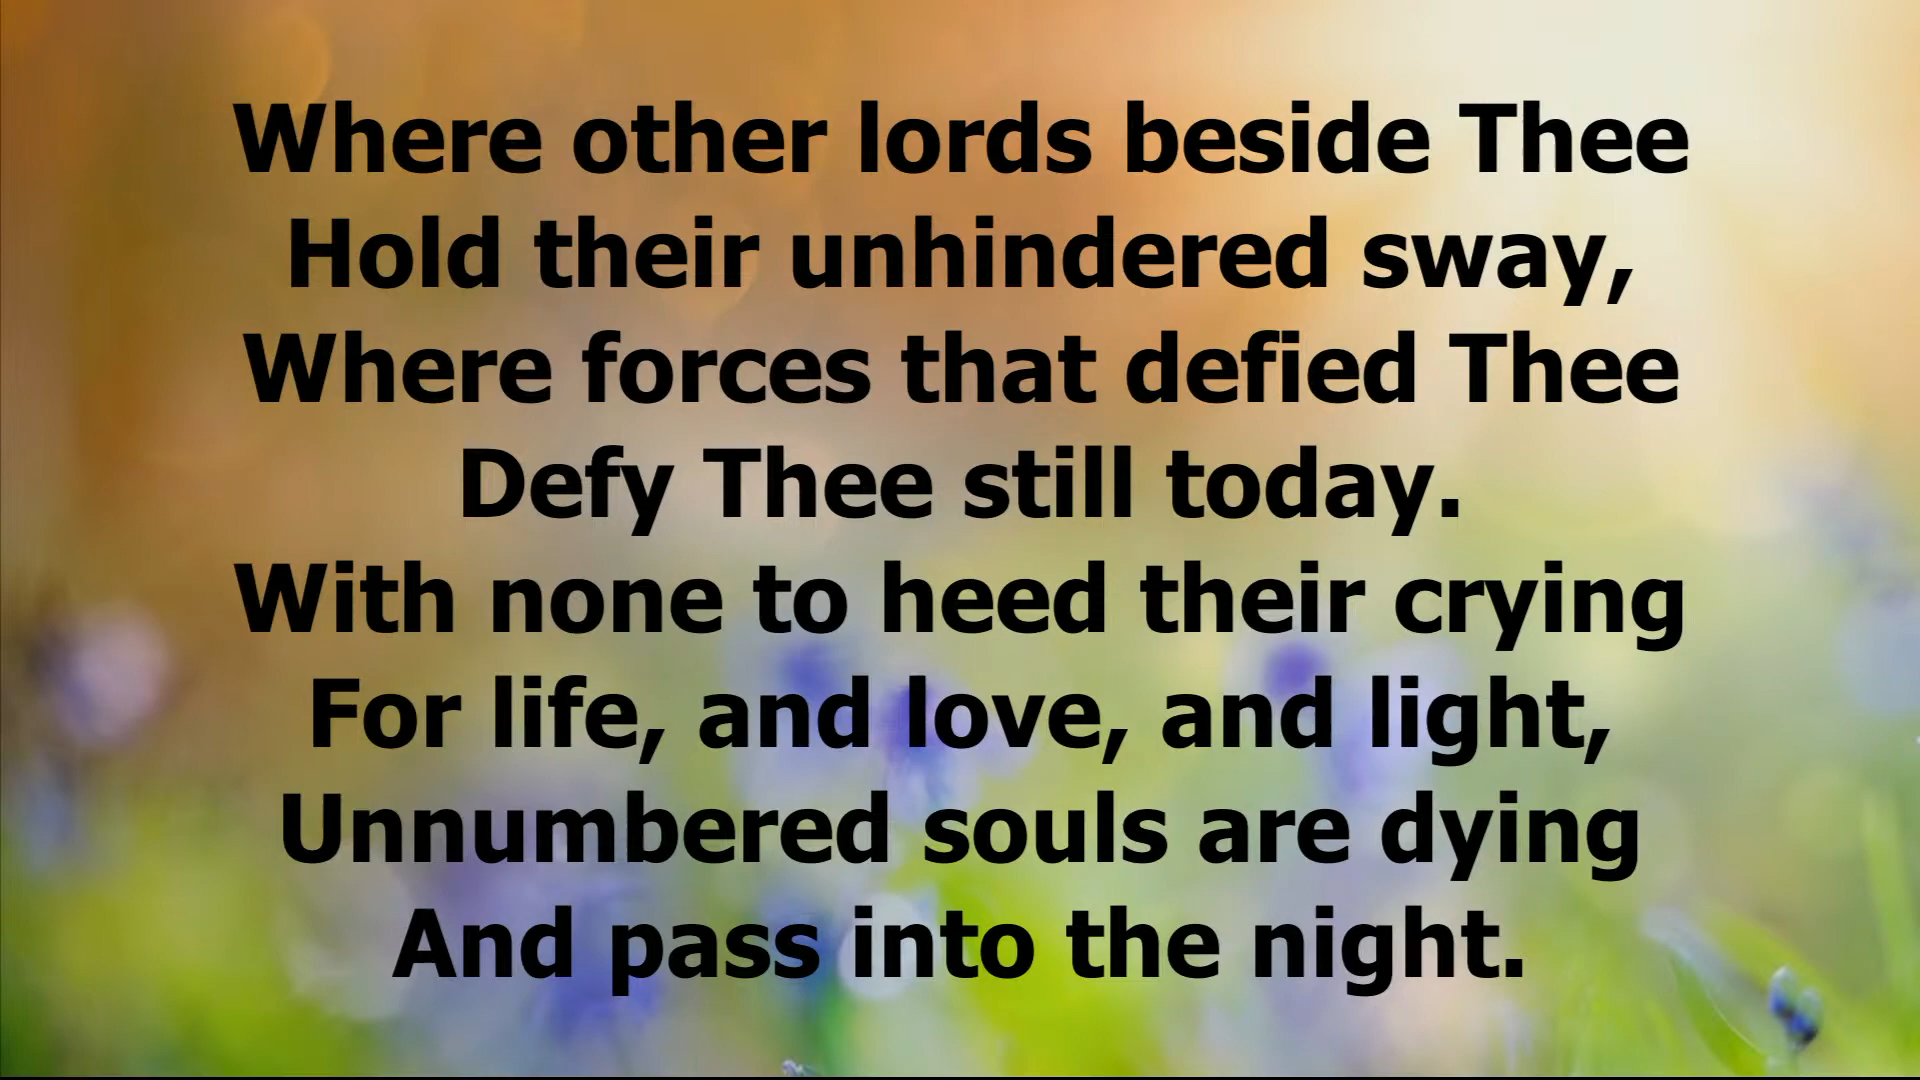 Where other lords beside Thee
Hold their unhindered sway,
Where forces that defied Thee
Defy Thee still today.
With none to heed their crying
For life, and love, and light,
Unnumbered souls are dying
And pass into the night.